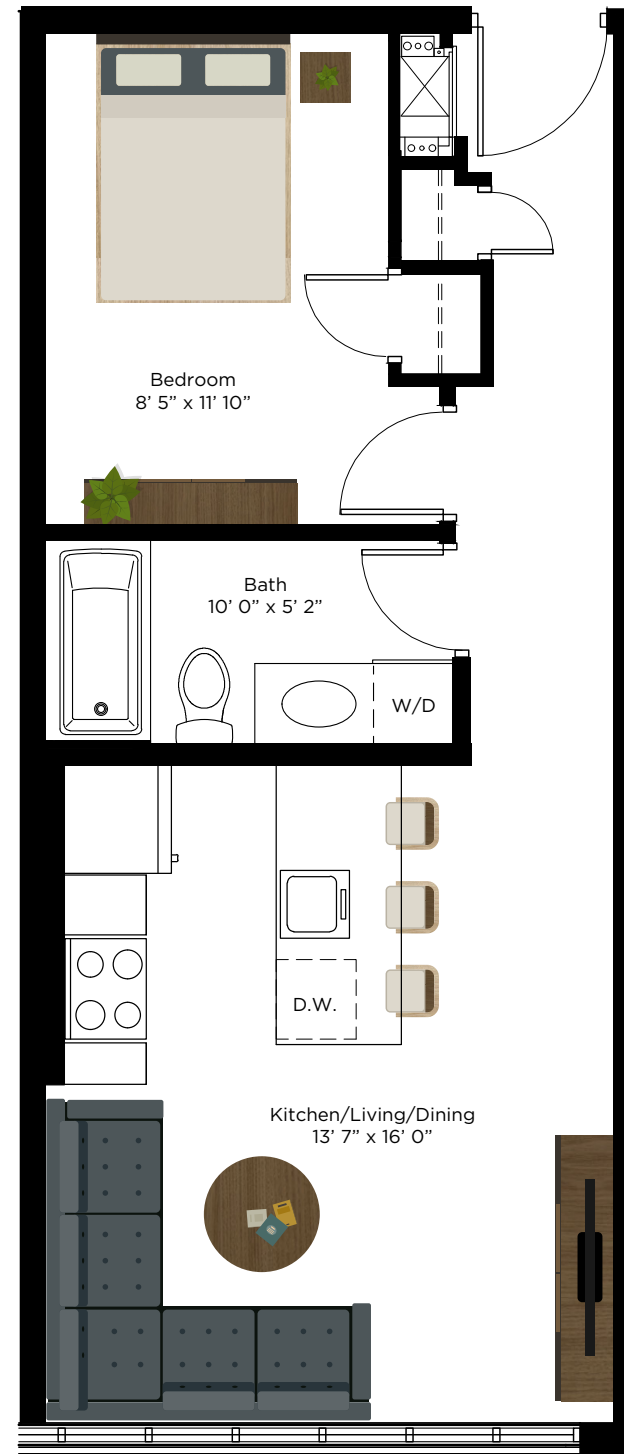 Bedroom
8’ 5” x 11’ 10”
Bath
10’ 0” x 5’ 2”
W/D
D.W.
Kitchen/Living/Dining
13’ 7” x 16’ 0”